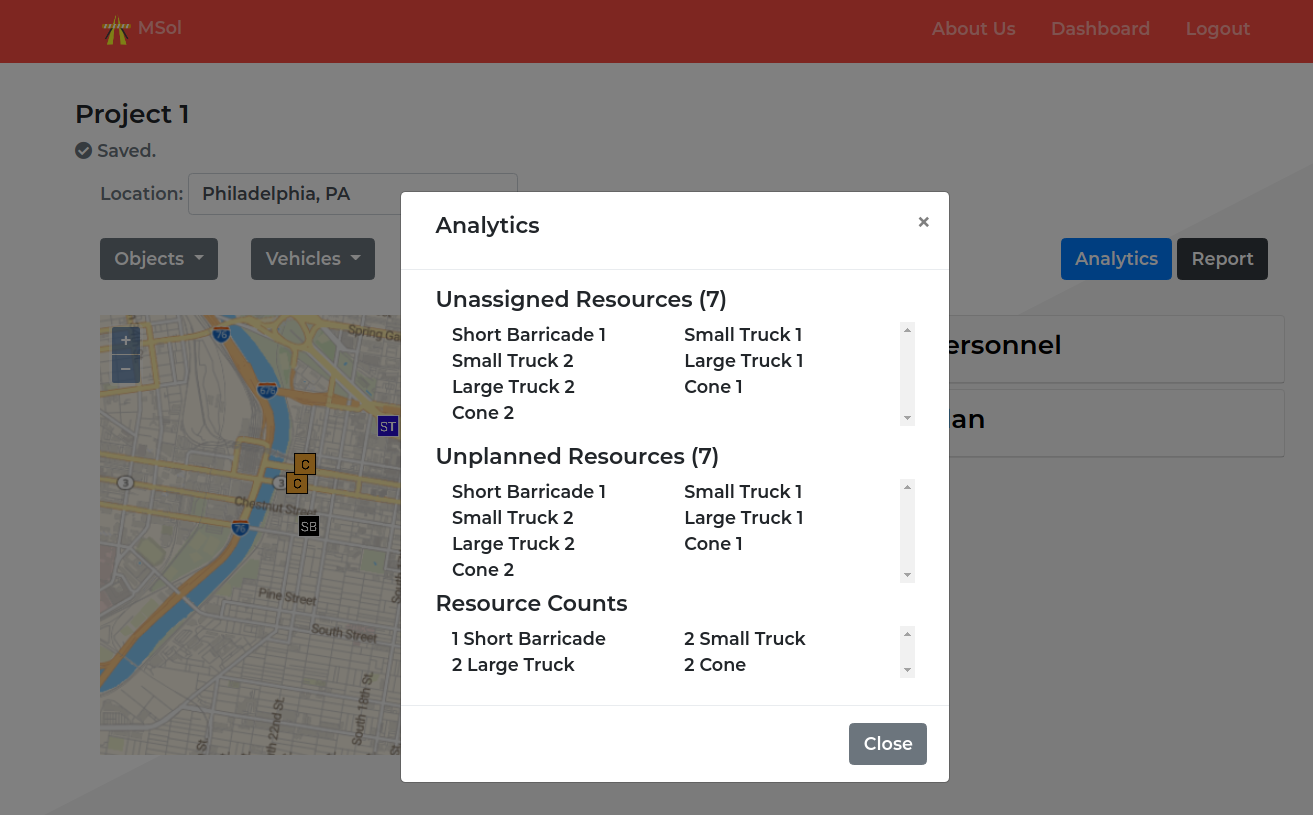 MSol
About Us Dashboard Logout
Project 1
Saved.
Location: Philadelphia, PA
Objects Vehicles Analytics Report
Analytics
×
Unassigned Resources (7)
Short Barricade 1 Small Truck 1
Small Truck 2 Large Truck 1
Large Truck 2 Cone 1
Cone 2
Unplanned Resources (7)
Short Barricade 1 Small Truck 1
Small Truck 2 Large Truck 1
Large Truck 2 Cone 1
Cone 2
Resource Counts
1 Short Barricade 2 Small Truck
2 Large Truck 2 Cone
Close
ersonnel
lan
+
−
76
Spring Ga
676
ST
C
3
3
C
Chestnut Street
76
SB
Pine Street
South Street
South 18th St.
22nd St.
St.